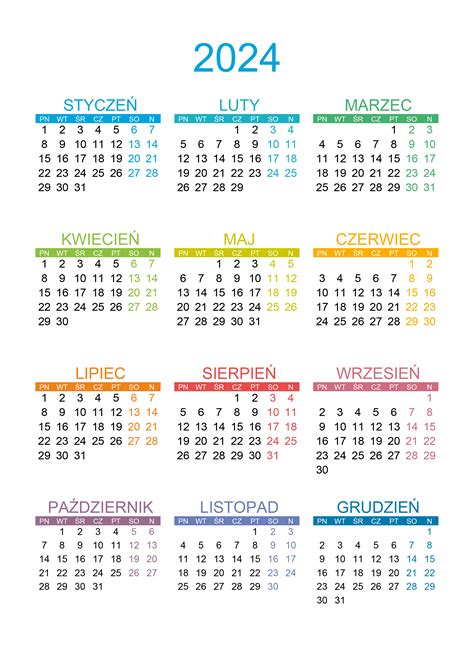 2024
STYCZEŃ
PN WT ŚR CZ PT SO N
1 2 3 4 5 6 7
8 9 10 11 12 13 14
15 16 17 18 19 20 21
22 23 24 25 26 27 28
29 30 31
LUTY
PN WT ŚR CZ PT SO N
1 2 3 4
5 6 7 8 9 10 11
12 13 14 15 16 17 18
19 20 21 22 23 24 25
26 27 28 29
MARZEC
PN WT ŚR CZ PT SO N
1 2 3
4 5 6 7 8 9 10
11 12 13 14 15 16 17
18 19 20 21 22 23 24
25 26 27 28 29 30 31
KWIECIEŃ
PN WT ŚR CZ PT SO N
1 2 3 4 5 6 7
8 9 10 11 12 13 14
15 16 17 18 19 20 21
22 23 24 25 26 27 28
29 30
MAJ
PN WT ŚR CZ PT SO N
1 2 3 4 5
6 7 8 9 10 11 12
13 14 15 16 17 18 19
20 21 22 23 24 25 26
27 28 29 30 31
CZERWIEC
PN WT ŚR CZ PT SO N
1 2
3 4 5 6 7 8 9
10 11 12 13 14 15 16
17 18 19 20 21 22 23
24 25 26 27 28 29 30
LIPIEC
PN WT ŚR CZ PT SO N
1 2 3 4 5 6 7
8 9 10 11 12 13 14
15 16 17 18 19 20 21
22 23 24 25 26 27 28
29 30 31
SIERPIEŃ
PN WT ŚR CZ PT SO N
1 2 3 4
5 6 7 8 9 10 11
12 13 14 15 16 17 18
19 20 21 22 23 24 25
26 27 28 29 30 31
WRZESIEŃ
PN WT ŚR CZ PT SO N
1
2 3 4 5 6 7 8
9 10 11 12 13 14 15
16 17 18 19 20 21 22
23 24 25 26 27 28 29
30
PAŹDZIERNIK
PN WT ŚR CZ PT SO N
1 2 3 4 5 6
7 8 9 10 11 12 13
14 15 16 17 18 19 20
21 22 23 24 25 26 27
28 29 30 31
LISTOPAD
PN WT ŚR CZ PT SO N
1 2 3
4 5 6 7 8 9 10
11 12 13 14 15 16 17
18 19 20 21 22 23 24
25 26 27 28 29 30
GRUDZIEŃ
PN WT ŚR CZ PT SO N
1
2 3 4 5 6 7 8
9 10 11 12 13 14 15
16 17 18 19 20 21 22
23 24 25 26 27 28 29
30 31